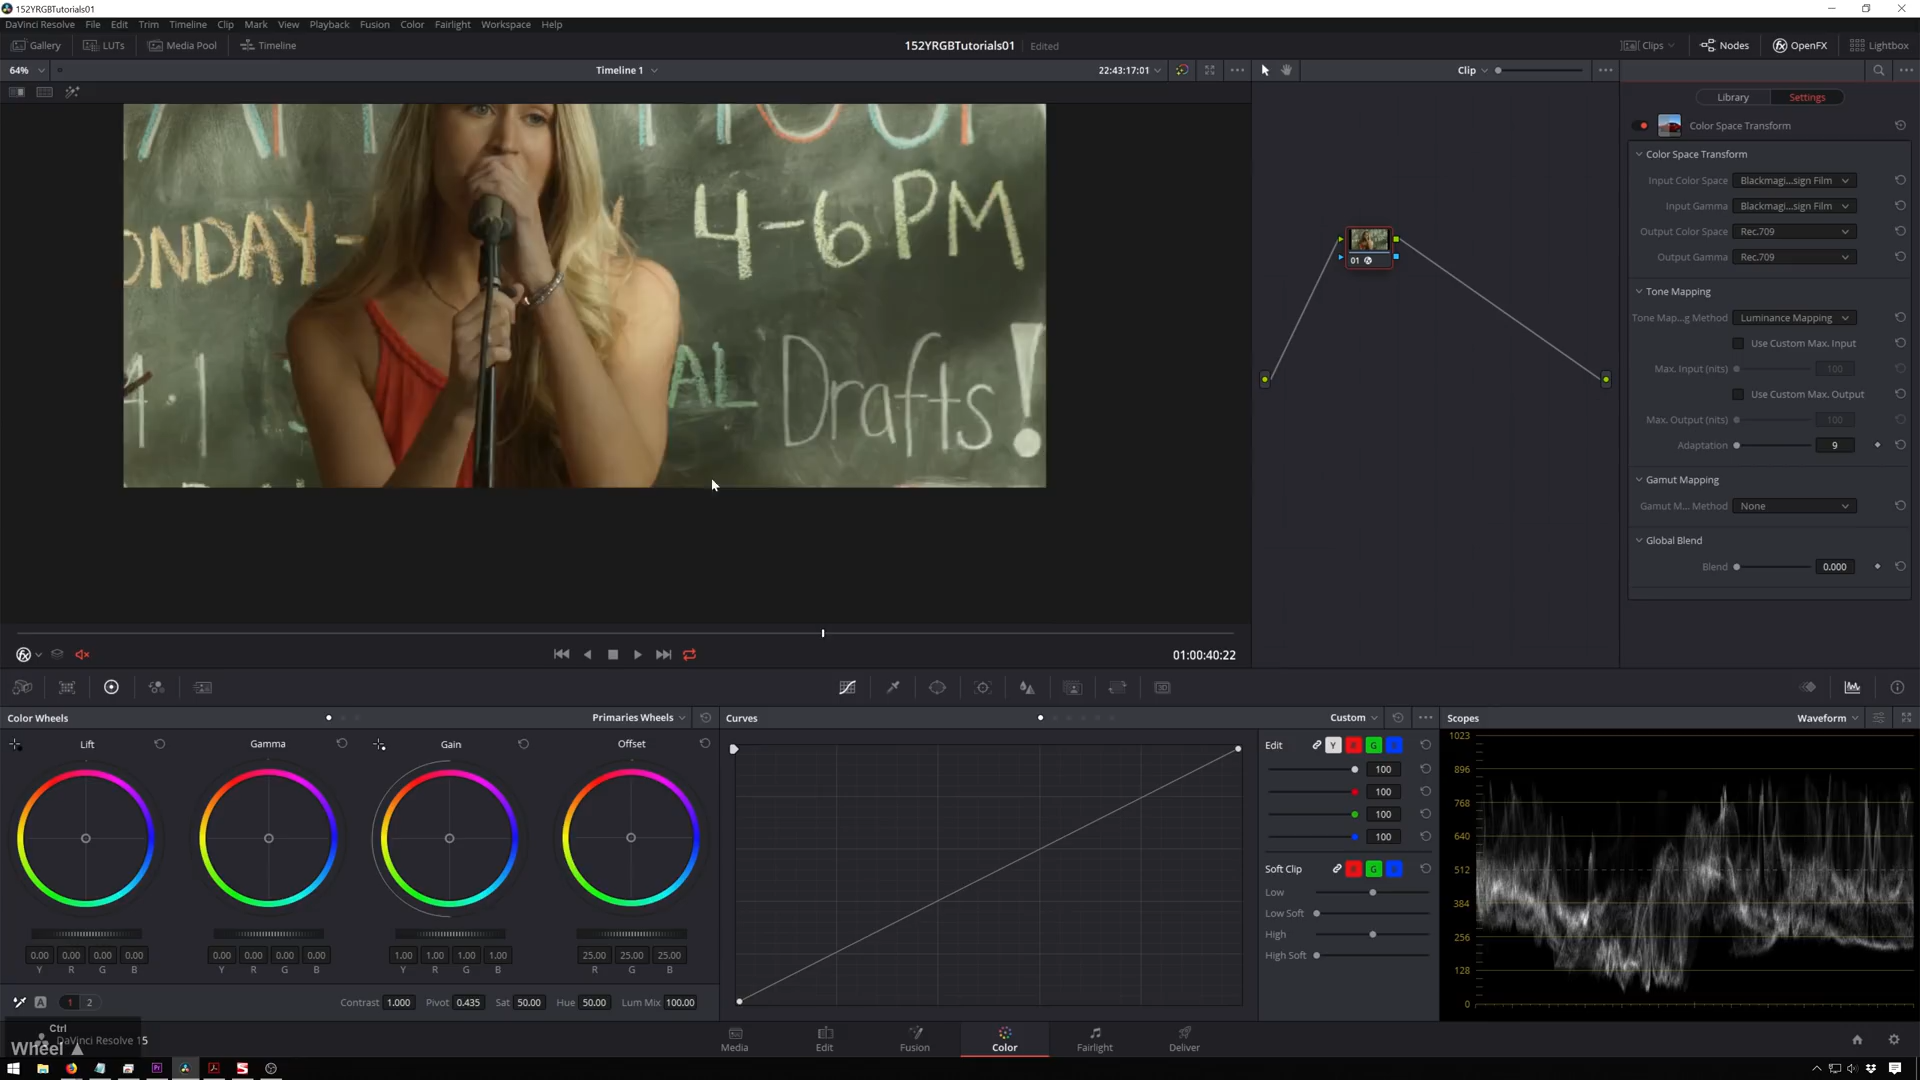 152YRGBTutorials01
DaVinci Resolve File Edit Trim Timeline Clip Mark View Playback Fusion Color Fairlight Workspace Help
Gallery LUTs Media Pool Timeline 152YRGBTutorials01 Edited Clips Nodes OpenFX Lightbox
64% Timeline 1 22:43:17:01 Clip
Library Settings
Color Space Transform
Color Space Transform
Input Color Space Blackmagi...sign Film
Input Gamma Blackmagi...sign Film
Output Color Space Rec.709
Output Gamma Rec.709
Tone Mapping
Tone Map...g Method Luminance Mapping
Use Custom Max. Input
Max. Input (nits) 100
Use Custom Max. Output
Max. Output (nits) 100
Adaptation 9
Gamut Mapping
Gamut M... Method None
Global Blend
Blend 0.000
HOUR
ONDAY- 4-6PM
AL Drafts!
01
01:00:40:22
Color Wheels Primaries Wheels Curves Custom Scopes Waveform
Lift Gamma Gain Offset
0.00 0.00 0.00 0.00 0.00 0.00 0.00 0.00 1.00 1.00 1.00 1.00 25.00 25.00 25.00
Y R G B Y R G B Y R G B R G B
A 1 2 Contrast 1.000 Pivot 0.435 Sat 50.00 Hue 50.00 Lum Mix 100.00
Edit Y R G B
100
100
100
100
Soft Clip R G B
Low
Low Soft
High
High Soft
1023
896
768
640
512
384
256
128
0
Ctrl
DaVinci Resolve 15
Wheel
Media Edit Fusion Color Fairlight Deliver